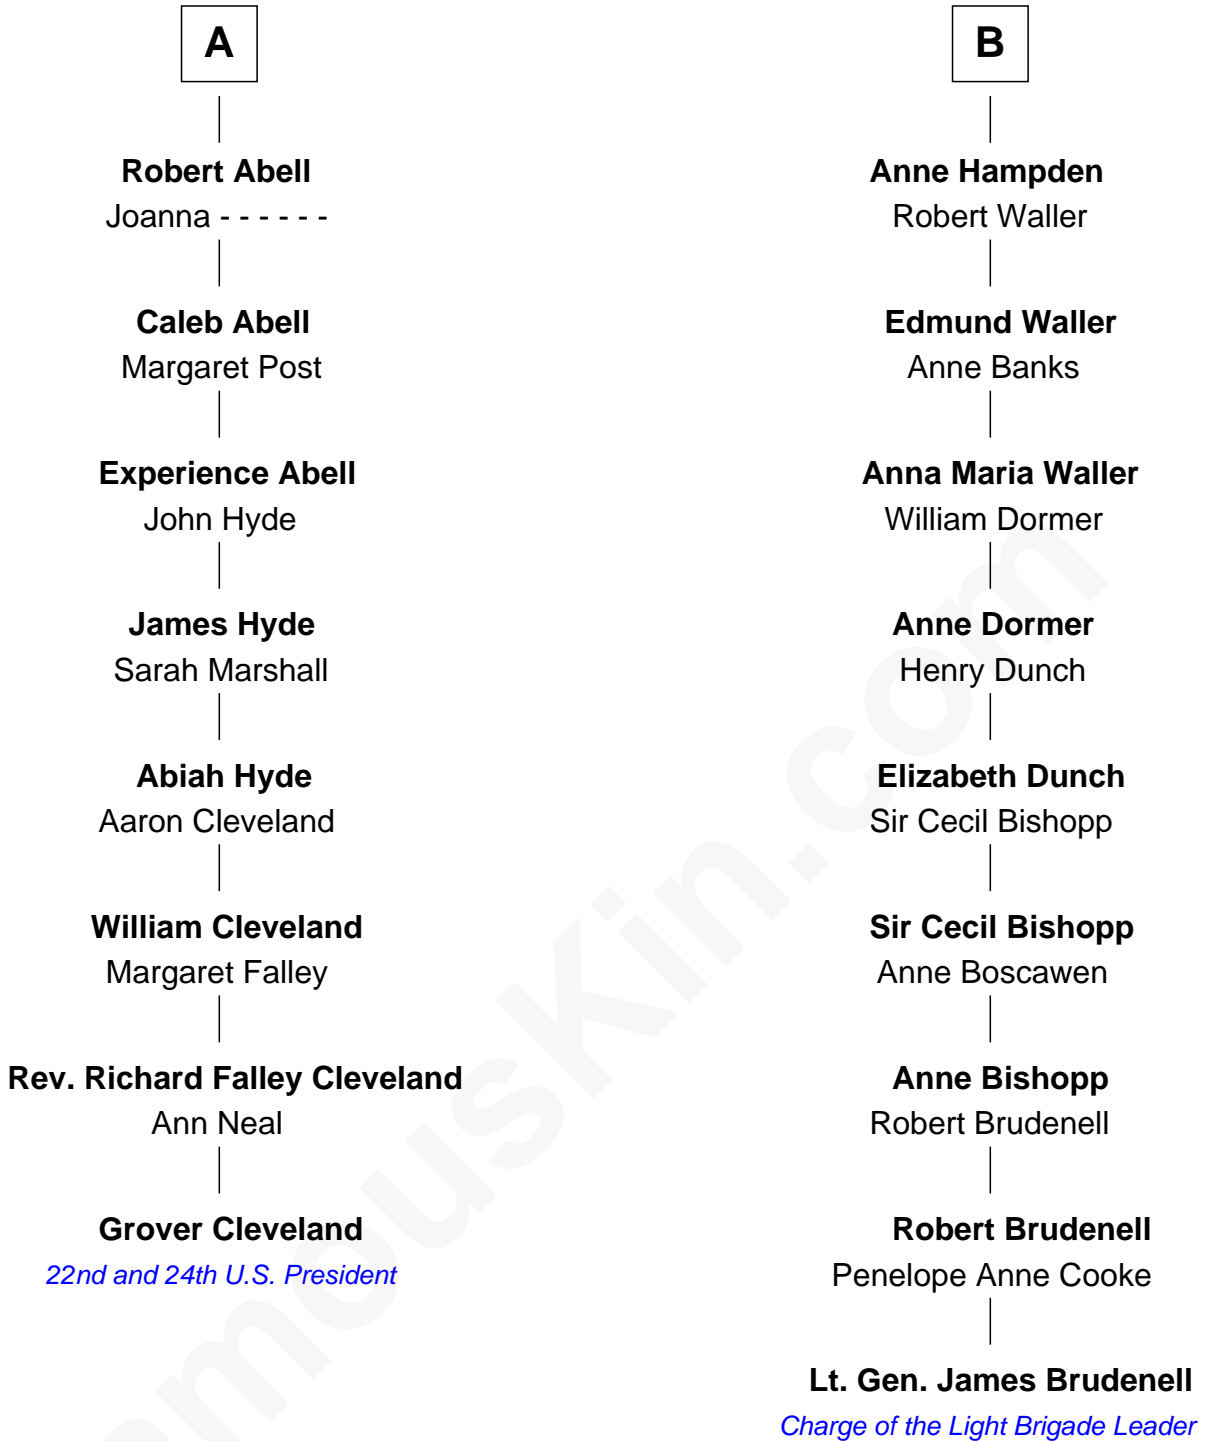 A
B
Robert Abell
Joanna - - - - - -
Anne Hampden
Robert Waller
Caleb Abell
Margaret Post
Edmund Waller
Anne Banks
Experience Abell
John Hyde
Anna Maria Waller
William Dormer
James Hyde
Sarah Marshall
Anne Dormer
Henry Dunch
Abiah Hyde
Aaron Cleveland
Elizabeth Dunch
Sir Cecil Bishopp
William Cleveland
Margaret Falley
Sir Cecil Bishopp
Anne Boscawen
Rev. Richard Falley Cleveland
Ann Neal
Anne Bishopp
Robert Brudenell
Grover Cleveland
22nd and 24th U.S. President
Robert Brudenell
Penelope Anne Cooke
Lt. Gen. James Brudenell
Charge of the Light Brigade Leader
amousKin.com